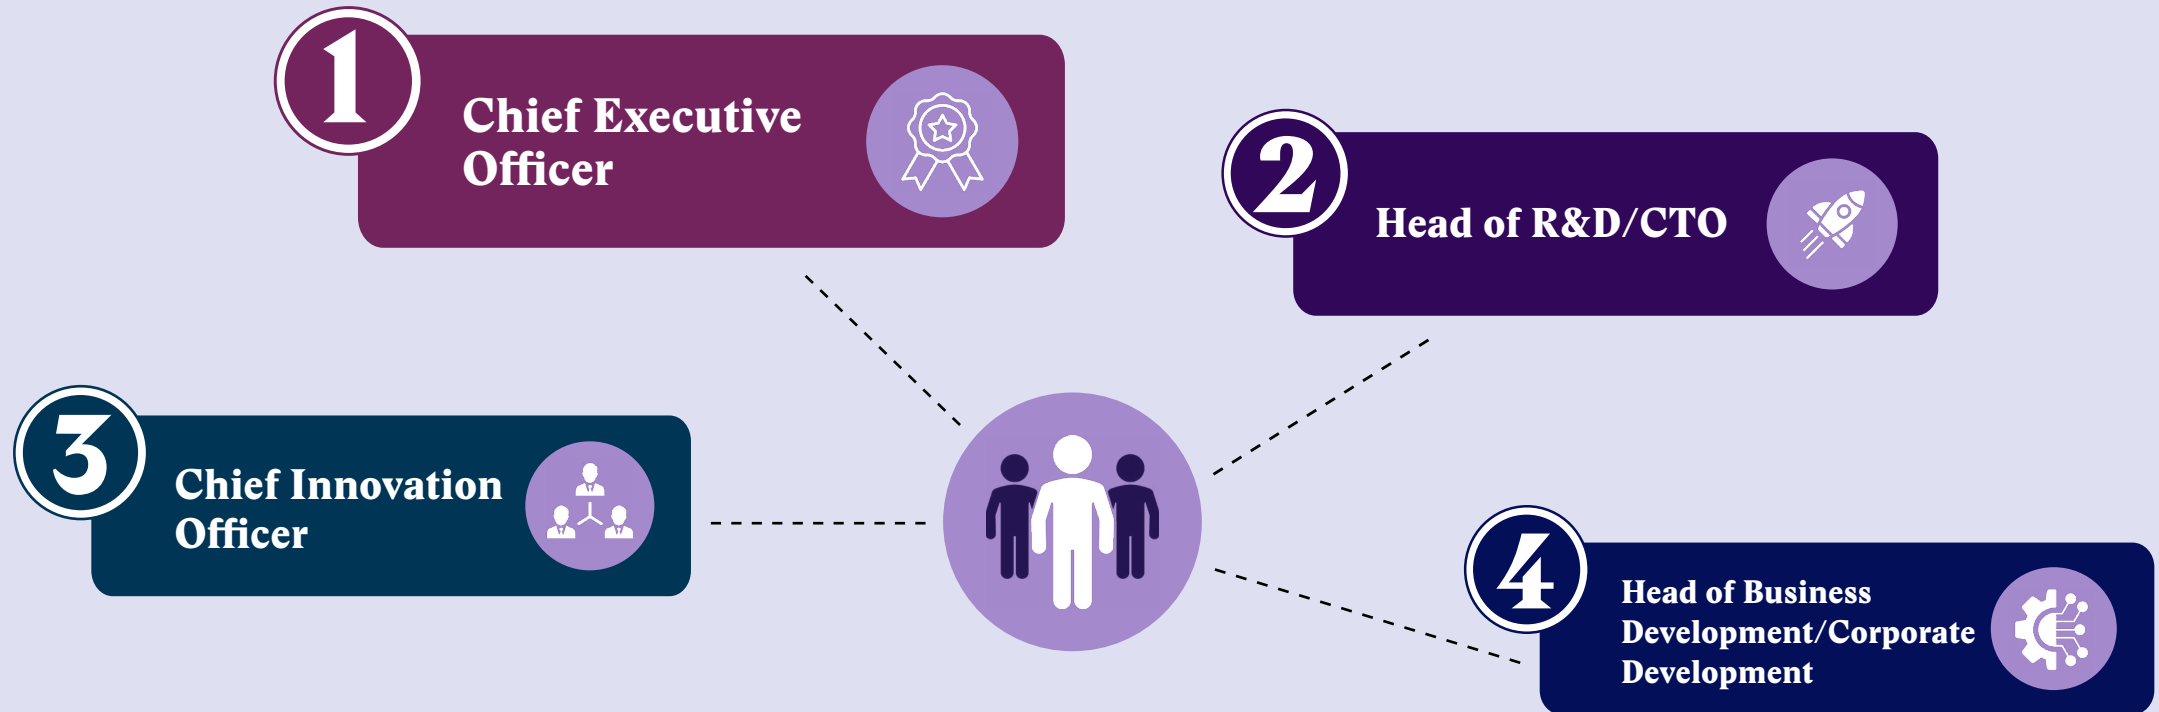 1
Chief Executive
Officer
2
Head of R&D/CTO
3
Chief Innovation
Officer
4
Head of Business
Development/Corporate
Development